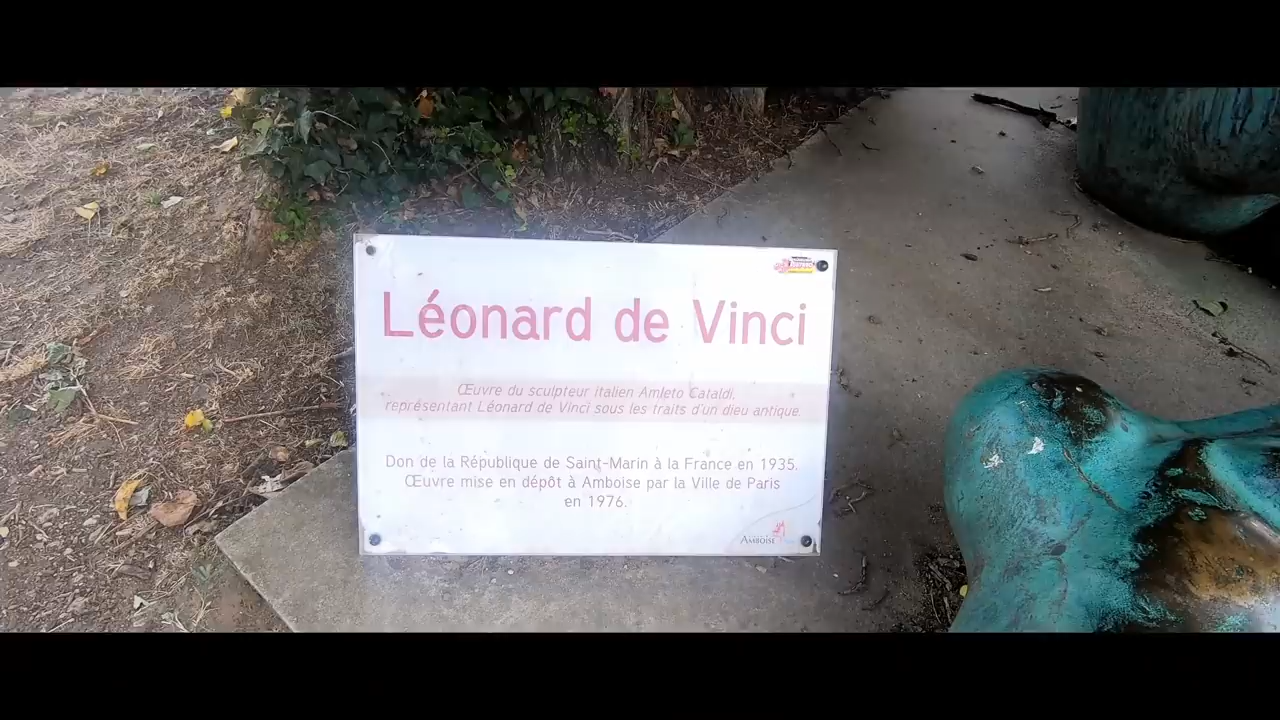 Léonard de Vinci
Œuvre du sculpteur italien Amleto Cataldi,
représentant Léonard de Vinci sous les traits d'un dieu antique.
Don de la République de Saint-Marin à la France en 1935.
Œuvre mise en dépôt à Amboise par la Ville de Paris
en 1976.
AMBOISE